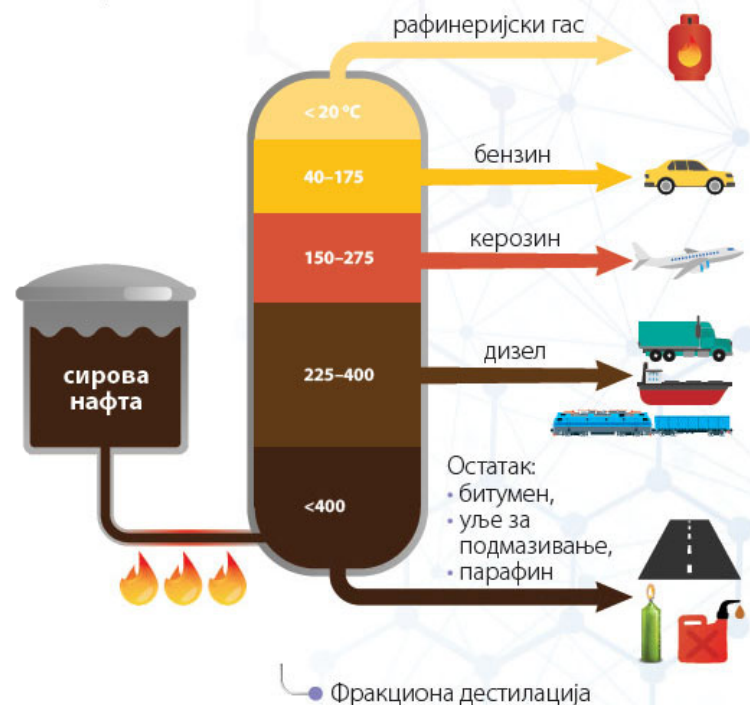 рафинеријски гас
< 20 °C
бензин
40–175
керозин
150–275
сирова
нафта
дизел
225–400
Остатак:
• битумен,
• уље за
подмазивање,
• парафин
<400
Фракциона дестилација